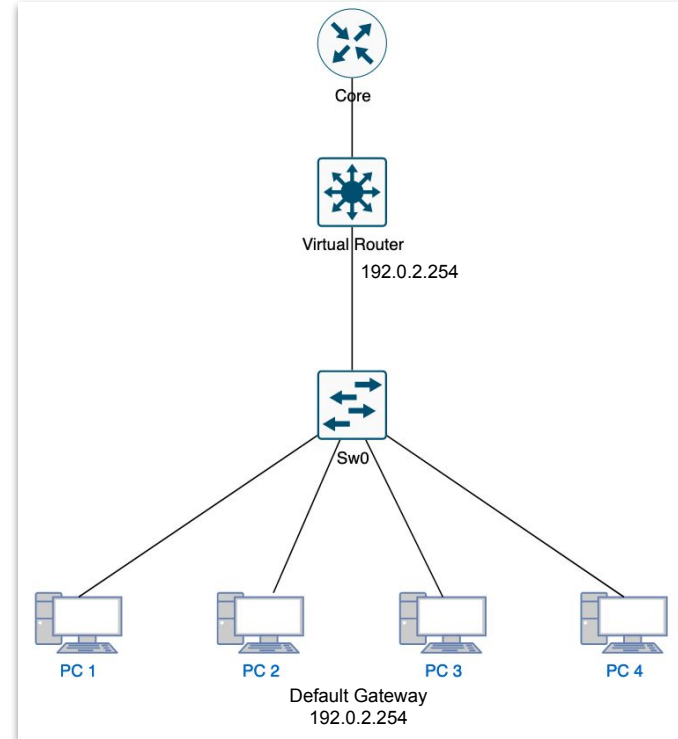 Core
Virtual Router
192.0.2.254
Sw0
PC 1
PC 2
PC 3
PC 4
Default Gateway
192.0.2.254